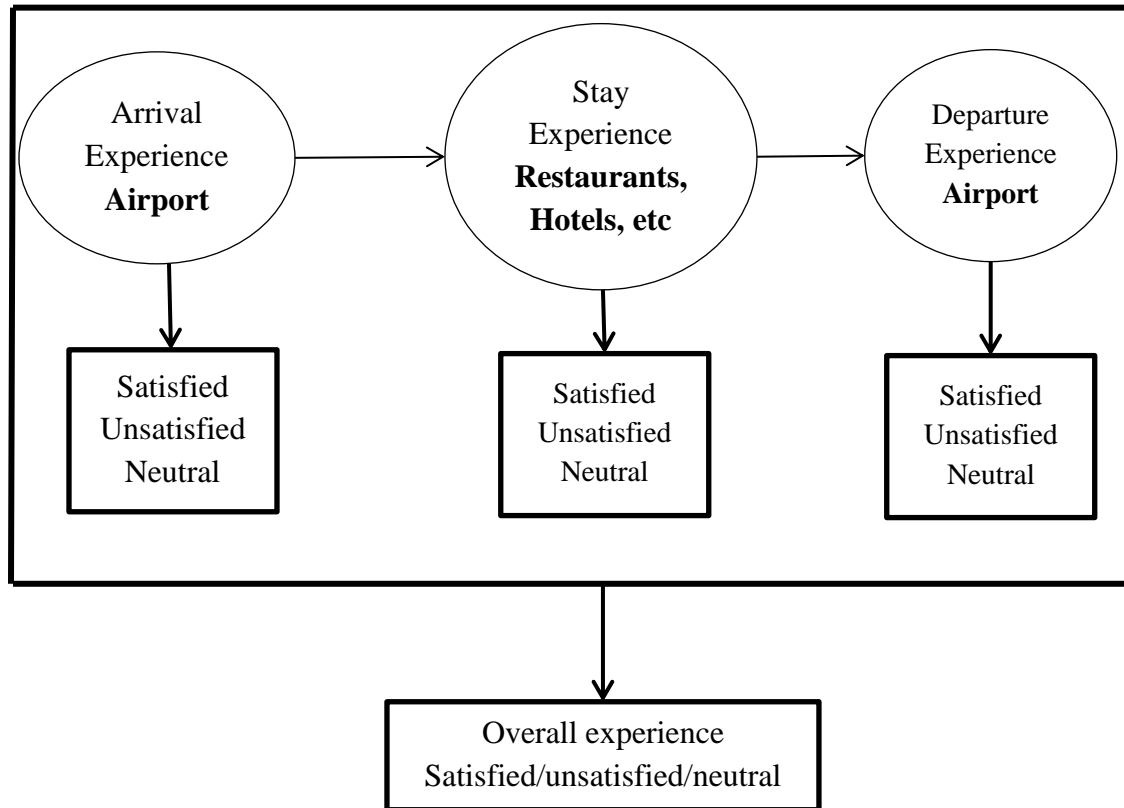 Arrival
Experience
Airport
Stay
Experience
Restaurants,
Hotels, etc
Departure
Experience
Airport
Satisfied
Unsatisfied
Neutral
Satisfied
Unsatisfied
Neutral
Satisfied
Unsatisfied
Neutral
Overall experience
Satisfied/unsatisfied/neutral